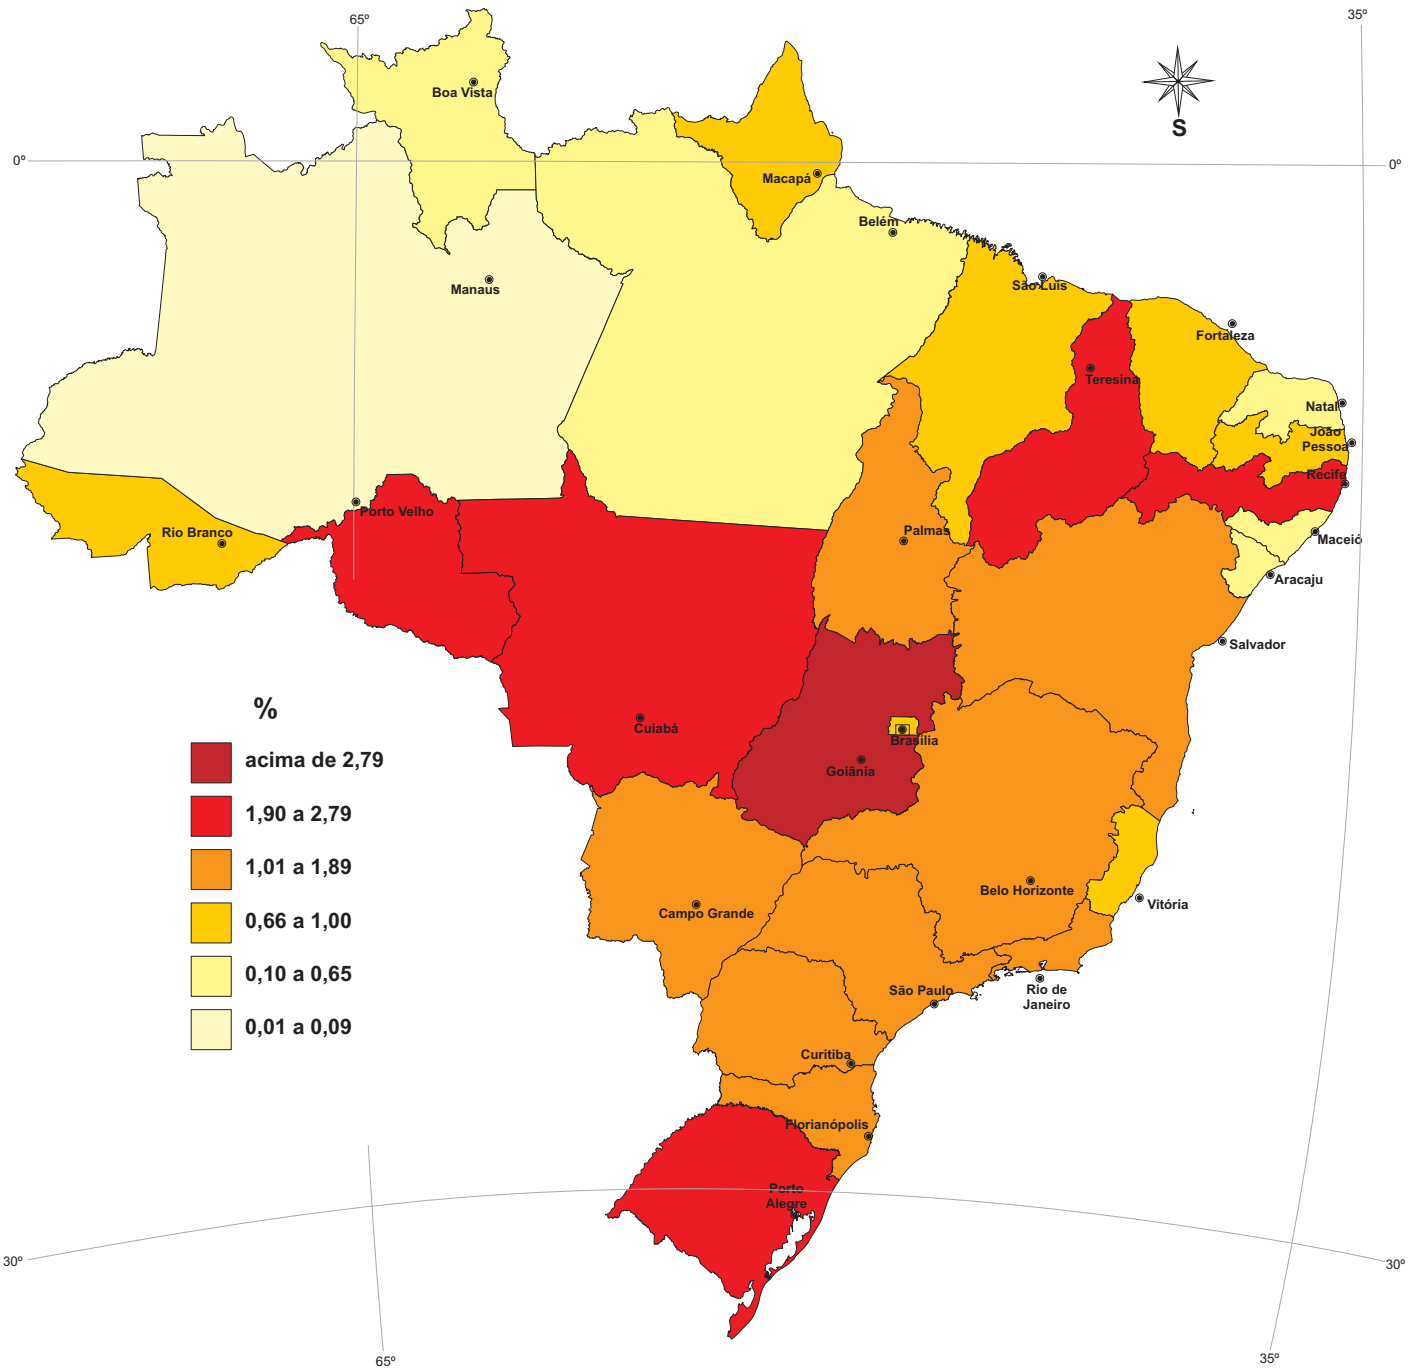 65º
35º
Boa Vista
S
0º
0º
Macapá
Belém
Manaus
São Luis
Fortaleza
Teresina
Natal
João
Pessoa
Recife
Porto Velho
Rio Branco
Palmas
Maceió
Aracaju
Salvador
%
Cuiabá
Brasília
acima de 2,79
Goiânia
1,90 a 2,79
1,01 a 1,89
Belo Horizonte
0,66 a 1,00
Campo Grande
Vitória
0,10 a 0,65
São Paulo
Rio de
Janeiro
0,01 a 0,09
Curitiba
Florianópolis
Porto
Alegre
30º
30º
65º
35º